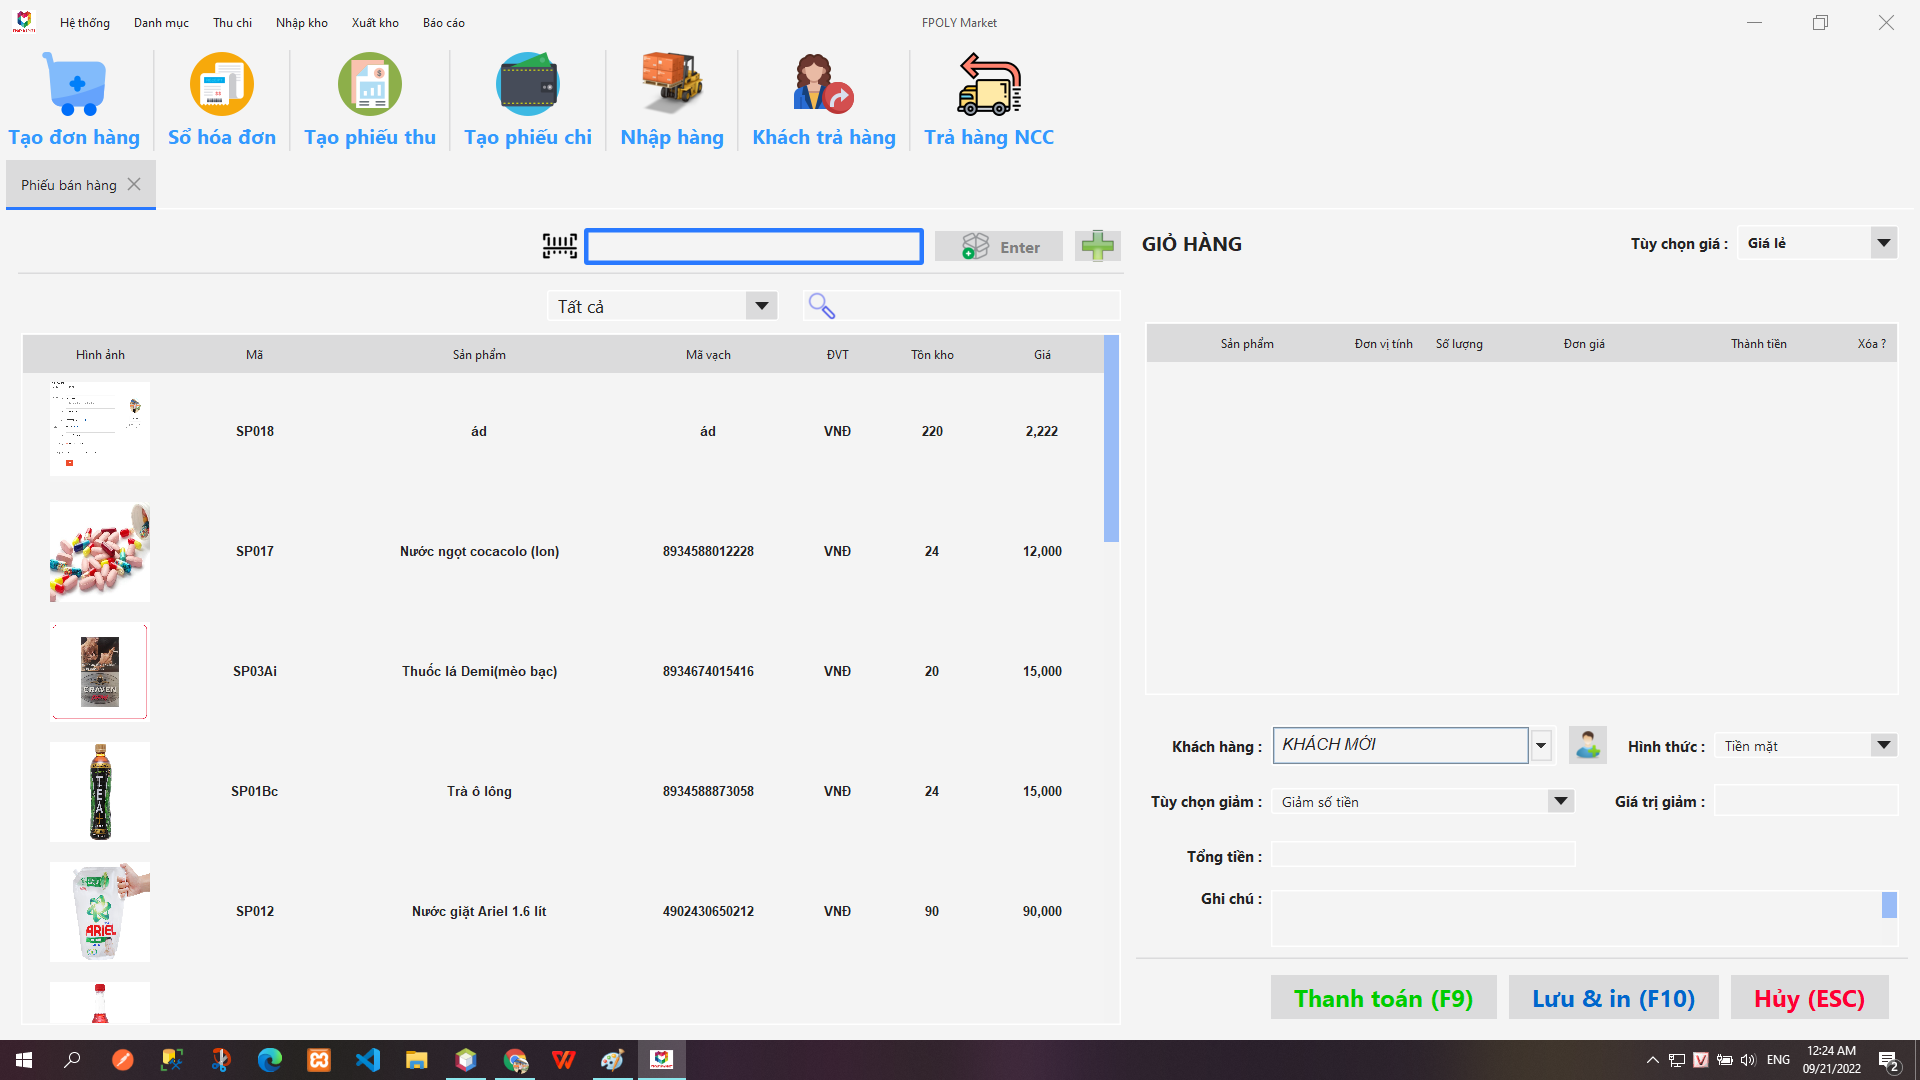 Hệ thống Danh mục Thu chi Nhập kho Xuất kho Báo cáo FPOLY Market
Tạo đơn hàng Sổ hóa đơn Tạo phiếu thu Tạo phiếu chi Nhập hàng Khách trả hàng Trả hàng NCC
Phiếu bán hàng
Enter
GIỎ HÀNG Tùy chọn giá : Giá lẻ
Tất cả
Hình ảnh Mã Sản phẩm Mã vạch ĐVT Tồn kho Giá
SP018 ád ád VNĐ 220 2,222
SP017 Nước ngọt cocacolo (lon) 8934588012228 VNĐ 24 12,000
CRAVEN
SP03Ai Thuốc lá Demi(mèo bạc) 8934674015416 VNĐ 20 15,000
TEA+
SP01Bc Trà ô lông 8934588873058 VNĐ 24 15,000
ARIEL
SP012 Nước giặt Ariel 1.6 lít 4902430650212 VNĐ 90 90,000
Sản phẩm Đơn vị tính Số lượng Đơn giá Thành tiền Xóa ?
Khách hàng : KHÁCH MỚI Hình thức : Tiền mặt
Tùy chọn giảm : Giảm số tiền Giá trị giảm :
Tổng tiền :
Ghi chú :
Thanh toán (F9) Lưu & in (F10) Hủy (ESC)
ENG 12:24 AM
09/21/2022 2